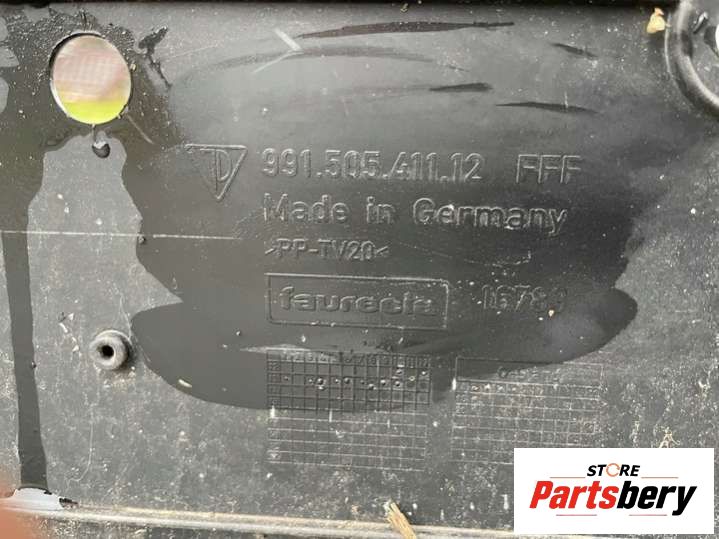 991.505.411.12 FFF
Made in Germany
>PP-TV20<
faurecia
STORE
Partsbery